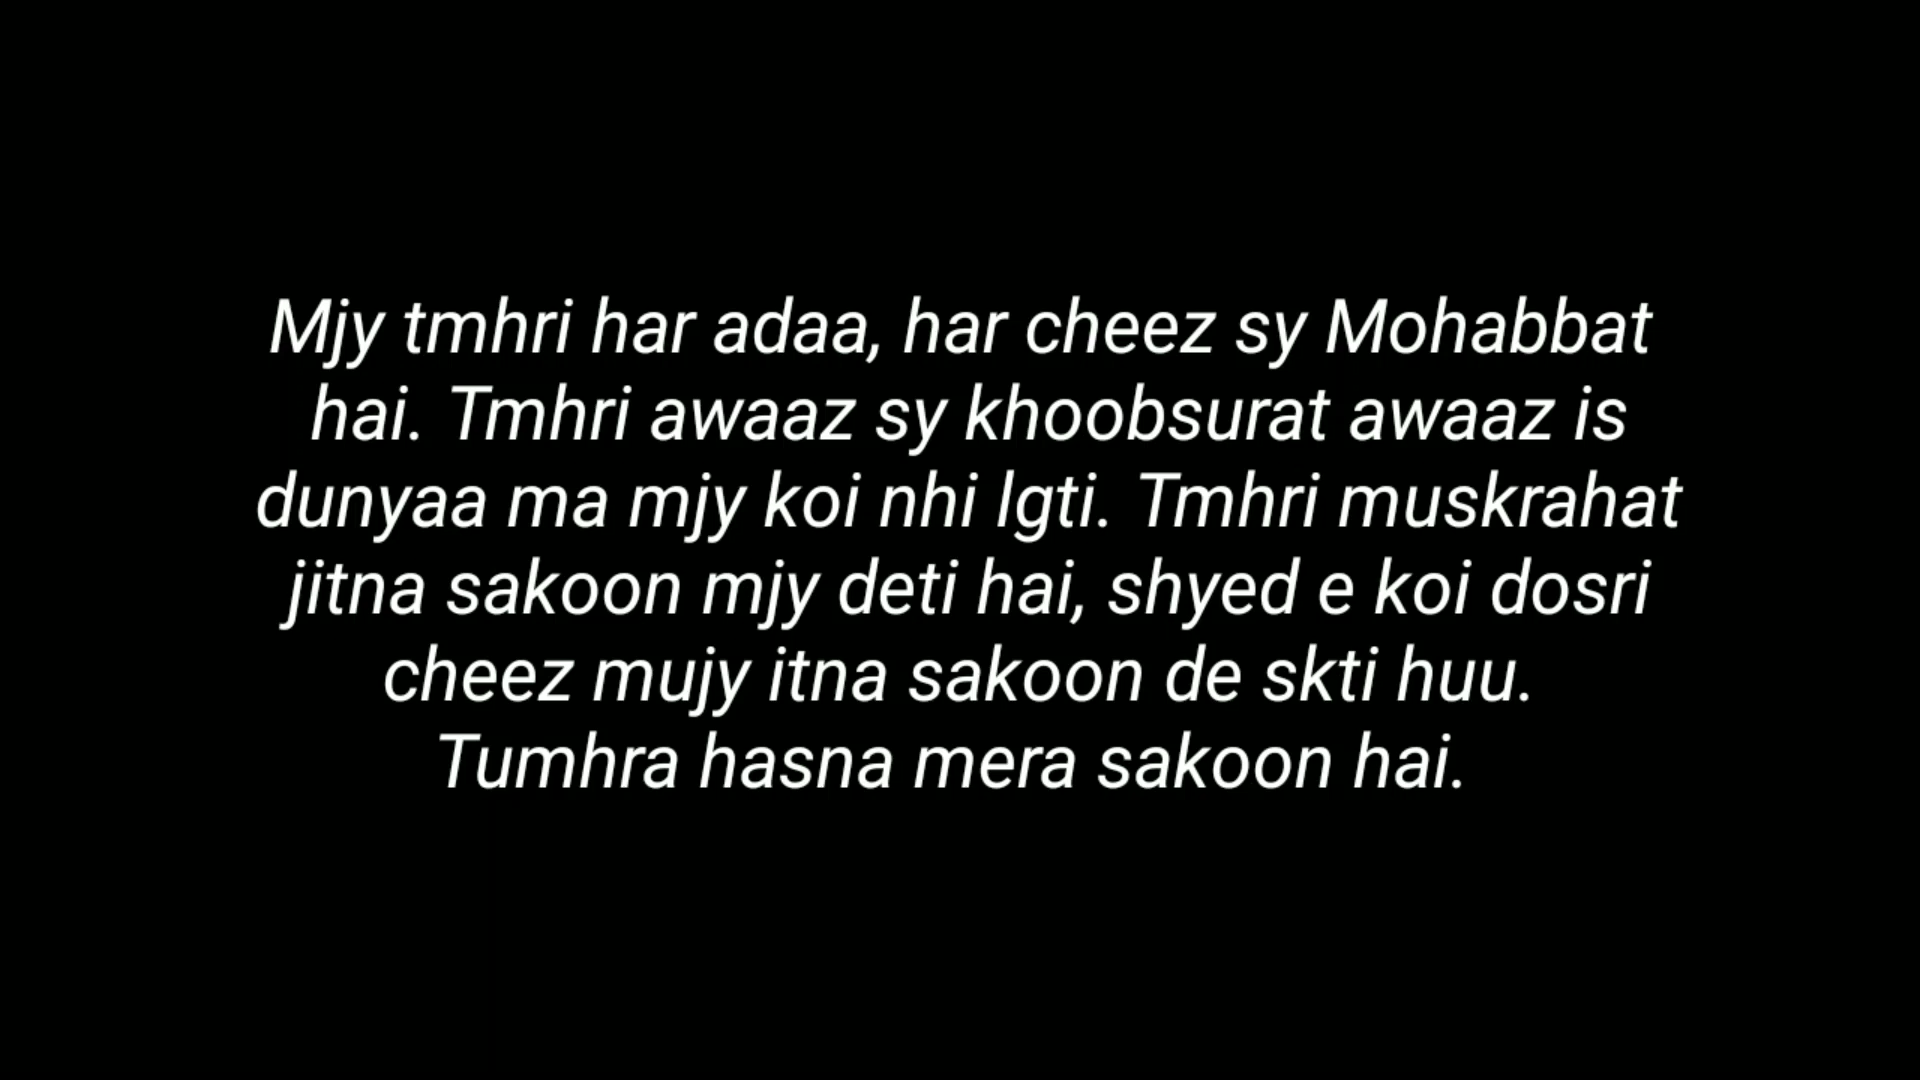 Mjy tmhri har adaa, har cheez sy Mohabbat
hai. Tmhri awaaz sy khoobsurat awaaz is
dunyaa ma mjy koi nhi lgti. Tmhri muskrahat
jitna sakoon mjy deti hai, shyed e koi dosri
cheez mujy itna sakoon de skti huu.
Tumhra hasna mera sakoon hai.